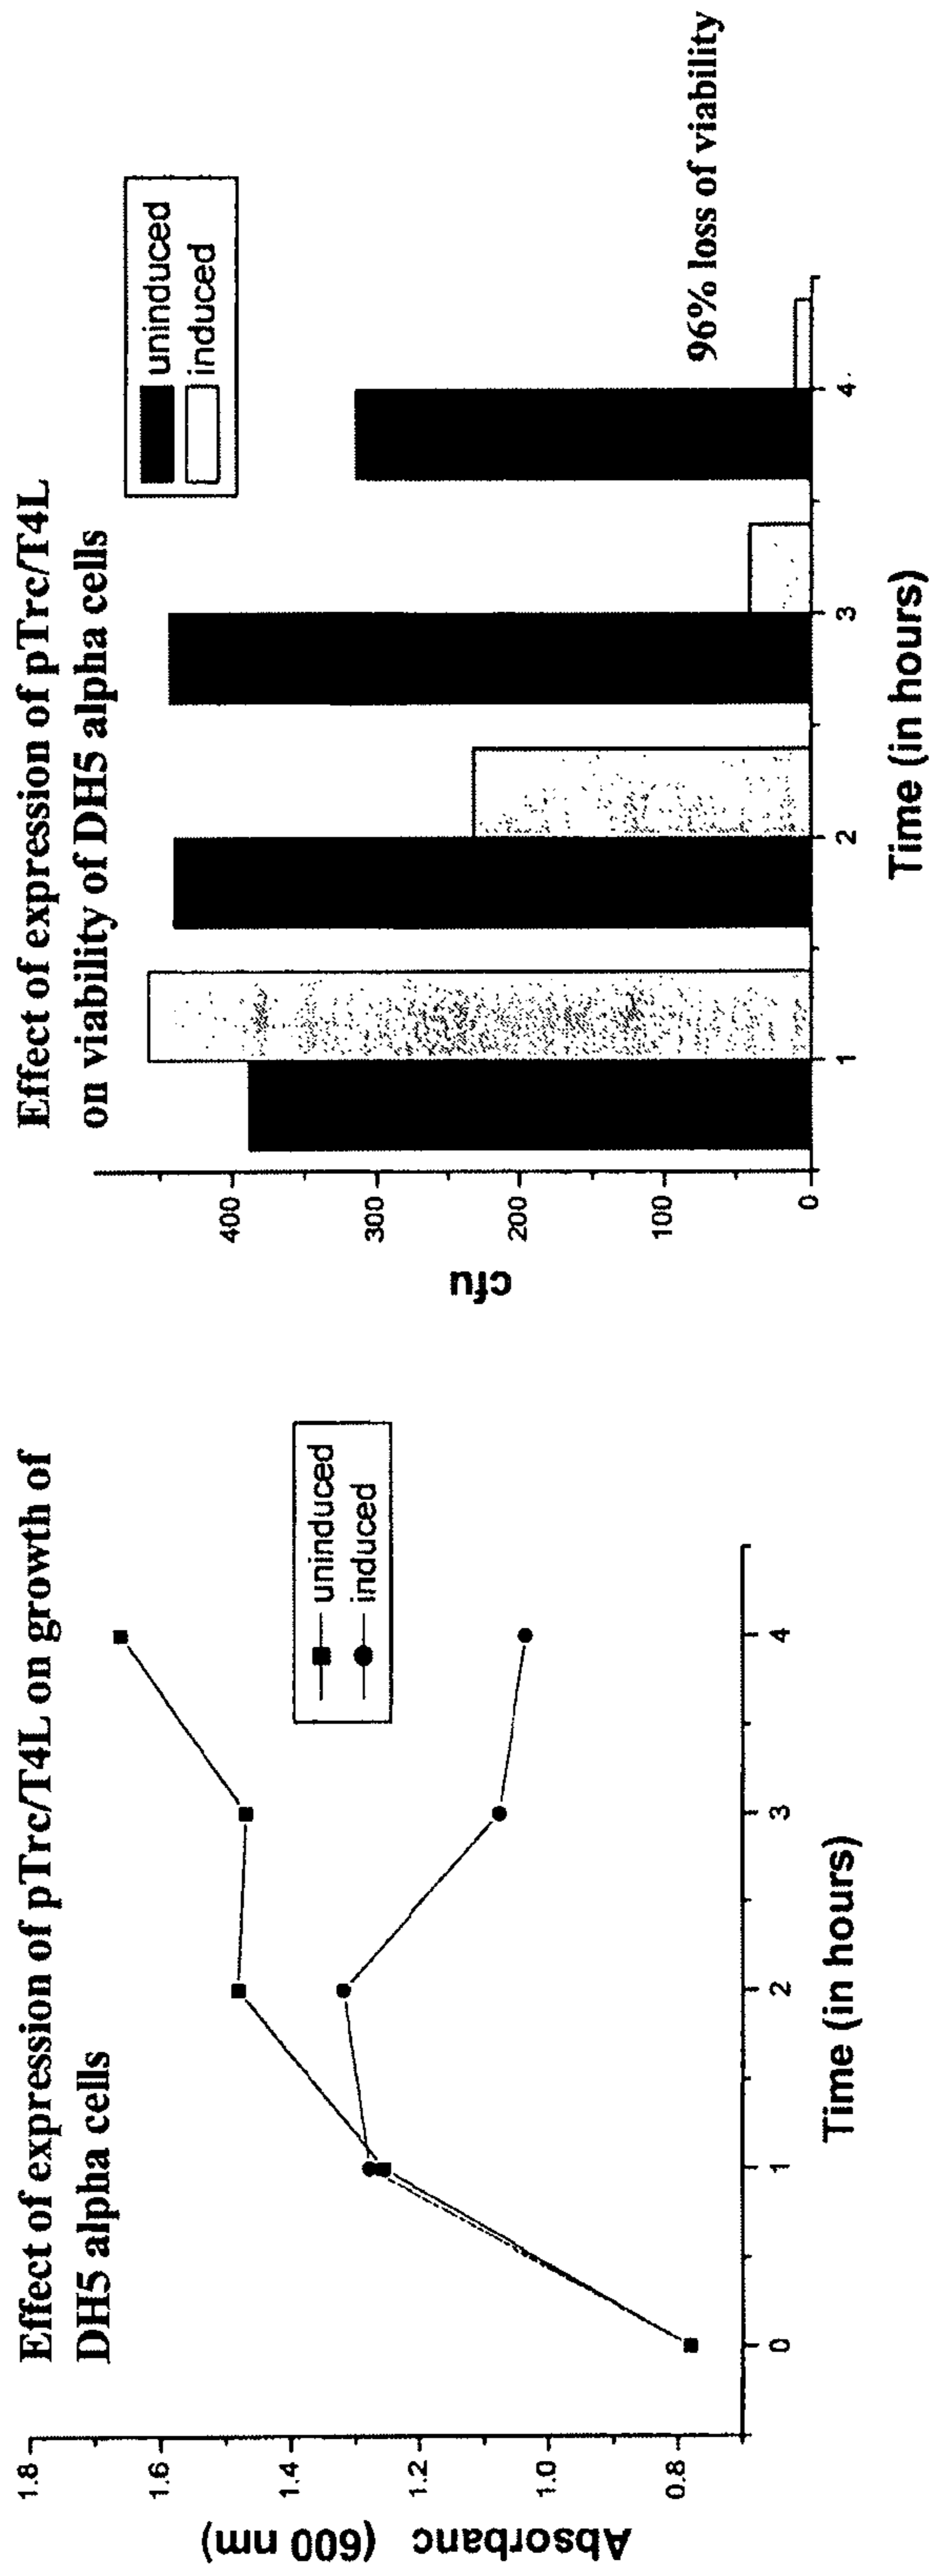 Effect of expression of pTrc/T4L on growth of
DH5 alpha cells
1.8
1.6
1.4
1.2
1.0
0.8
Absorbanc (600 nm)
uninduced
induced
0 1 2 3 4
Time (in hours)
Effect of expression of pTrc/T4L
on viability of DH5 alpha cells
400
300
200
100
0
cfu
uninduced
induced
96% loss of viability
1 2 3 4
Time (in hours)